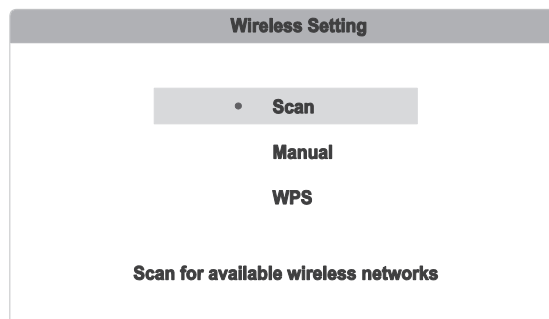 Wireless Setting
Scan
Manual
WPS
Scan for available wireless networks